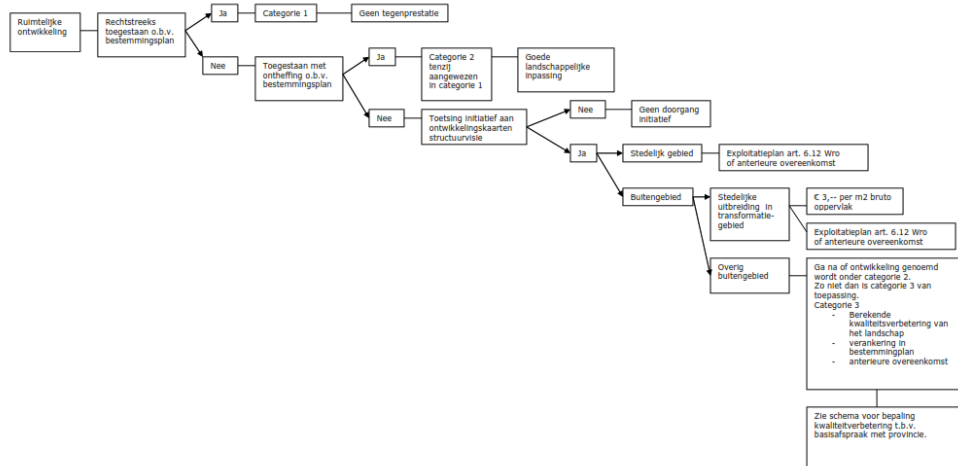 Ruimtelijke
ontwikkeling
Rechtstreeks
toegestaan o.b.v.
bestemmingsplan
Ja
Categorie 1
Geen tegenprestatie
Nee
Toegestaan met
ontheffing o.b.v.
bestemmingsplan
Ja
Categorie 2
tenzij
aangewezen
in categorie 1
Goede
landschappelijke
inpassing
Nee
Toetsing initiatief aan
ontwikkelingskaarten
structuurvisie
Nee
Geen doorgang
initiatief
Ja
Stedelijk gebied
Exploitatieplan art. 6.12 Wro
of anterieure overeenkomst
Buitengebied
Stedelijke
uitbreiding in
transformatie-
gebied
€ 3,-- per m2 bruto
oppervlak
Exploitatieplan art. 6.12 Wro
of anterieure overeenkomst
Overig
buitengebied
Ga na of ontwikkeling genoemd
wordt onder categorie 2.
Zo niet dan is categorie 3 van
toepassing.
Categorie 3
- Berekende
kwaliteitsverbetering van
het landschap
- verankering in
bestemmingplan
- anterieure overeenkomst
Zie schema voor bepaling
kwaliteitverbetering t.b.v.
basisafspraak met provincie.